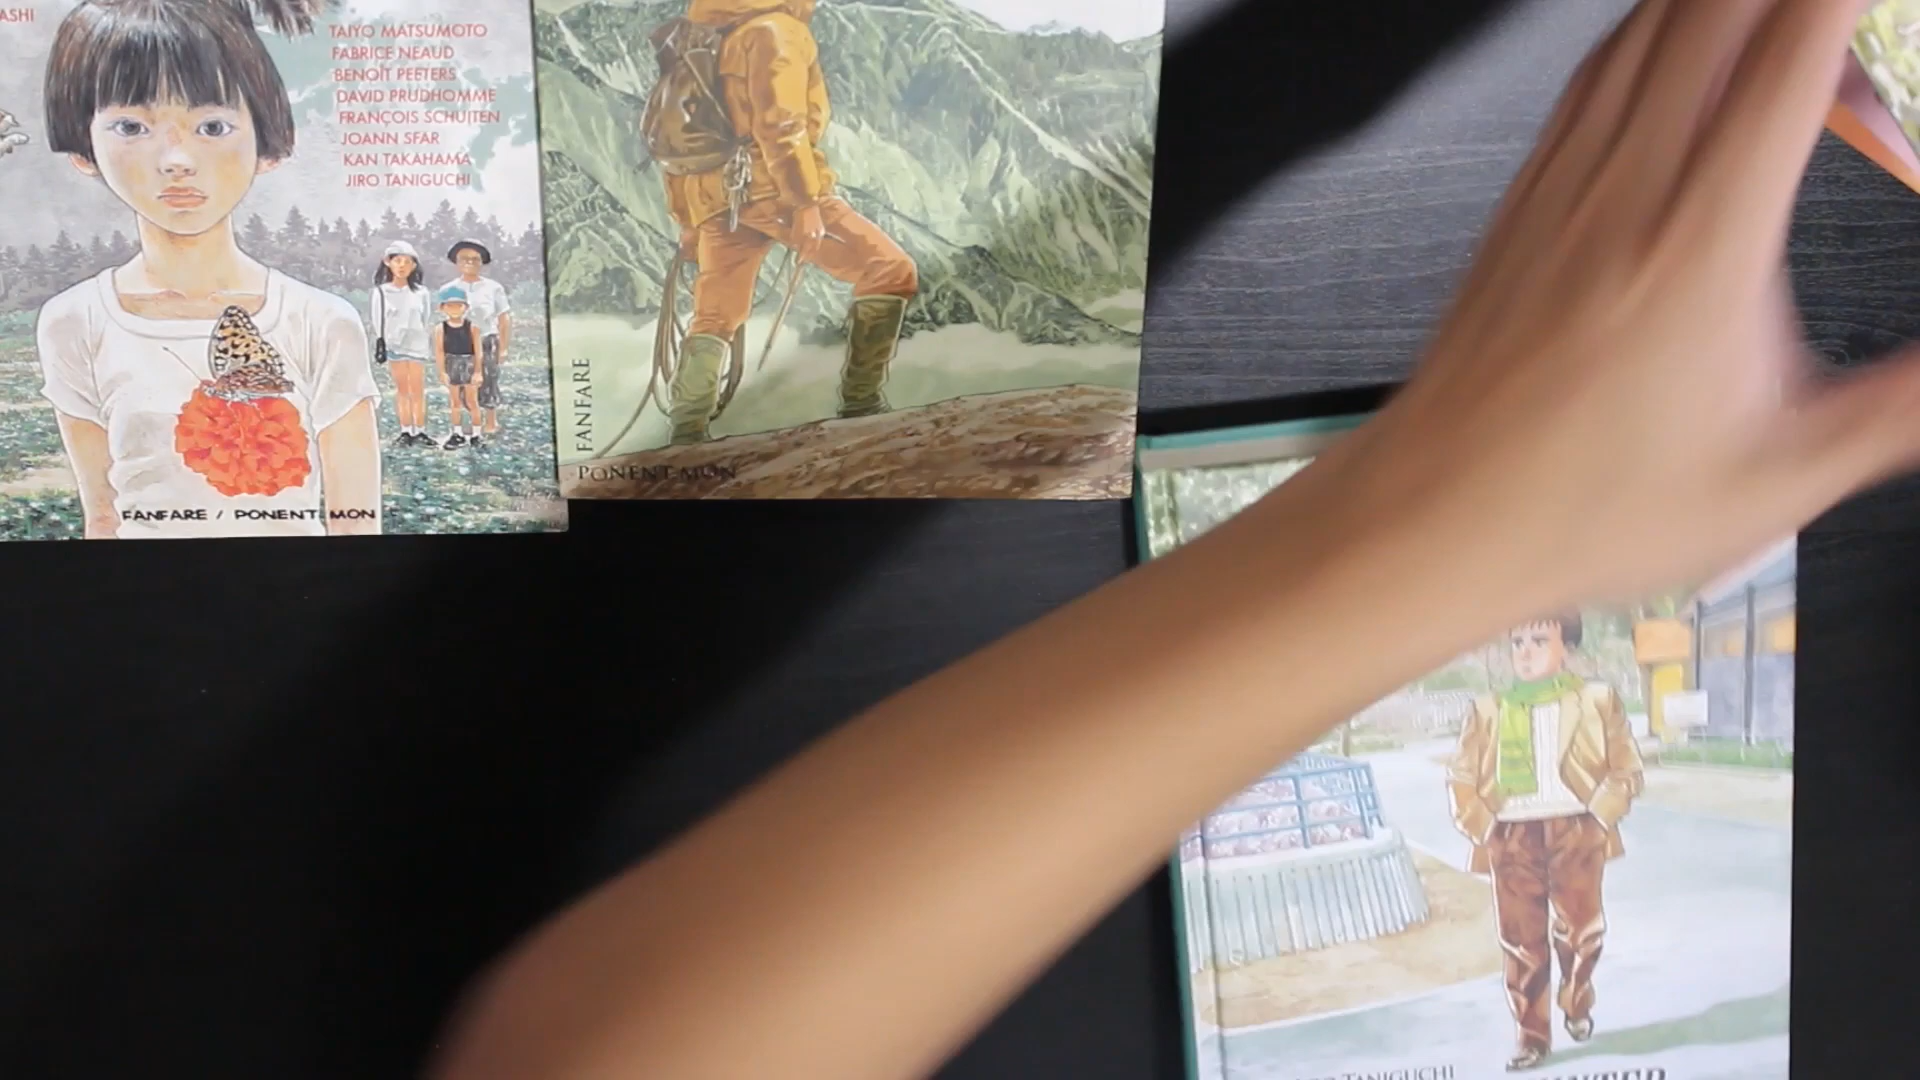 ASHI
TAIYO MATSUMOTO
FABRICE NEAUD
BENOÎT PEETERS
DAVID PRUDHOMME
FRANÇOIS SCHUITEN
JOANN SFAR
KAN TAKAHAMA
JIRO TANIGUCHI
FANFARE / PONENT MON
FANFARE
PONENT MON
TANIGUCHI